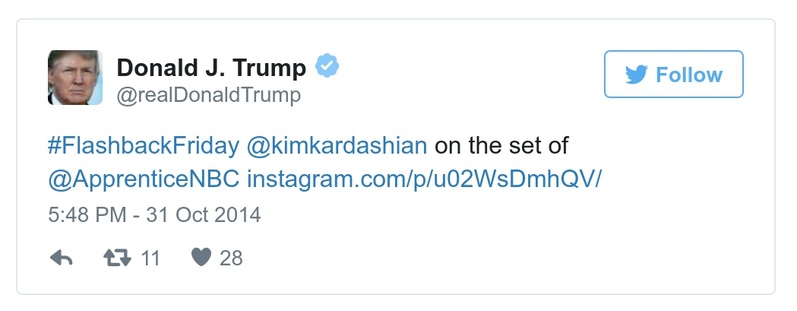 Donald J. Trump
@realDonaldTrump
Follow
#FlashbackFriday @kimkardashian on the set of
@ApprenticeNBC instagram.com/p/u02WsDmhQV/
5:48 PM - 31 Oct 2014
11 28